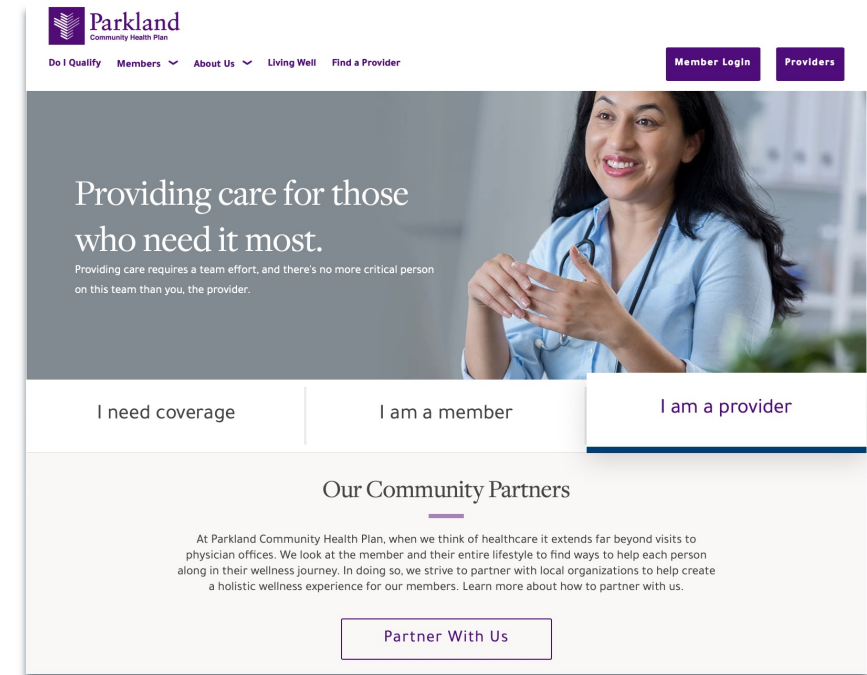 Parkland
Community Health Plan
Do I Qualify Members About Us Living Well Find a Provider
Member Login Providers
Providing care for those
who need it most.
Providing care requires a team effort, and there's no more critical person
on this team than you, the provider.
I need coverage I am a member I am a provider
Our Community Partners
At Parkland Community Health Plan, when we think of healthcare it extends far beyond visits to
physician offices. We look at the member and their entire lifestyle to find ways to help each person
along in their wellness journey. In doing so, we strive to partner with local organizations to help create
a holistic wellness experience for our members. Learn more about how to partner with us.
Partner With Us